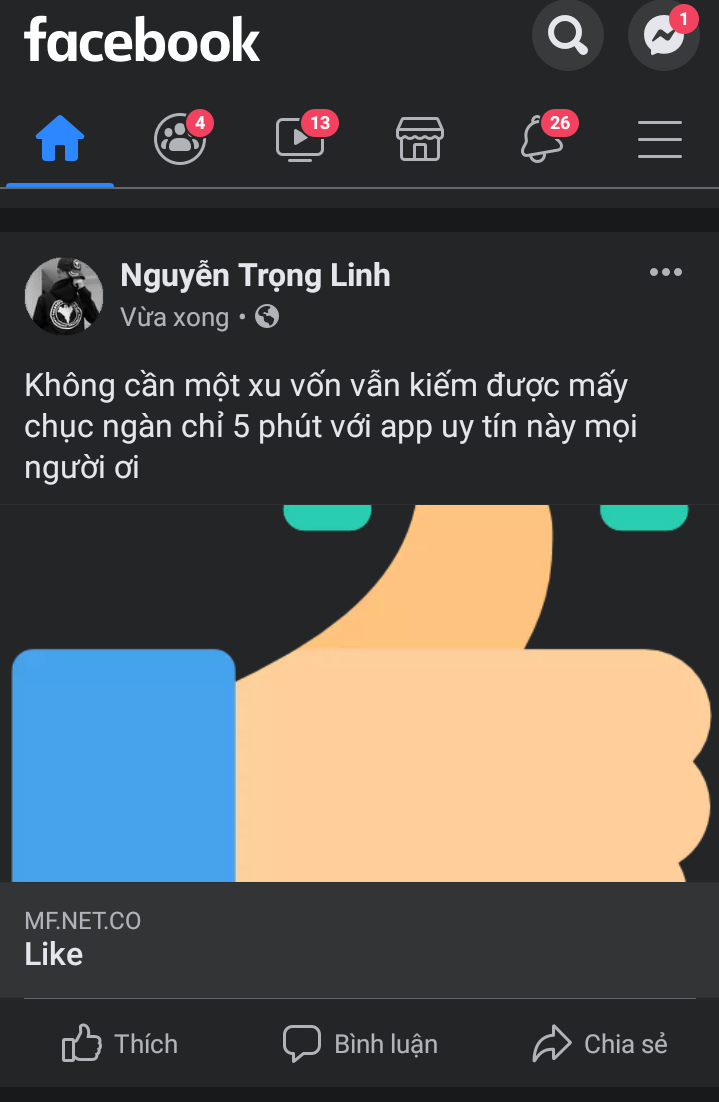 facebook
1
4
13
26
Nguyễn Trọng Linh
Vừa xong •
Không cần một xu vốn vẫn kiếm được mấy
chục ngàn chỉ 5 phút với app uy tín này mọi
người ơi
MF.NET.CO
Like
Thích
Bình luận
Chia sẻ